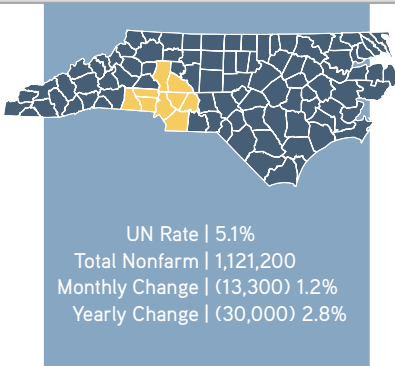 UN Rate | 5.1%
Total Nonfarm | 1,121,200
Monthly Change | (13,300) 1.2%
Yearly Change | (30,000) 2.8%